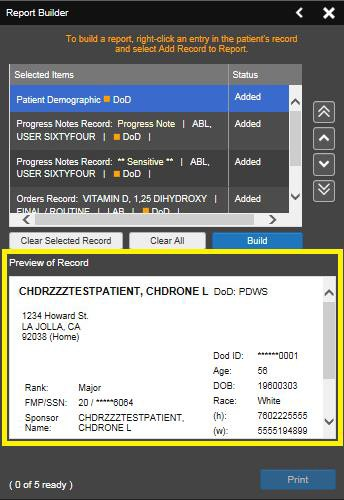 Report Builder
To build a report, right-click an entry in the patient's record
and select Add Record to Report.
Selected Items Status
Patient Demographic DoD Added
Progress Notes Record: Progress Note | ABL, Added
USER SIXTYFOUR | DoD |
Progress Notes Record: ** Sensitive ** | ABL, Added
USER SIXTYFOUR | DoD |
Orders Record: VITAMIN D, 1,25 DIHYDROXY | Added
FINAL / ROUTINE | LAB | DoD |
Clear Selected Record Clear All Build
Preview of Record
CHDRZZZTESTPATIENT, CHDRONE L DoD: PDWS
1234 Howard St.
LA JOLLA, CA
92038 (Home)
Dod ID: ******0001
Age: 56
Rank: Major DOB: 19600303
FMP/SSN: 20 / *****6064 Race: White
Sponsor CHDRZZZTESTPATIENT, (h): 7602225555
Name: CHDRONE L (w): 5555194899
( 0 of 5 ready ) Print